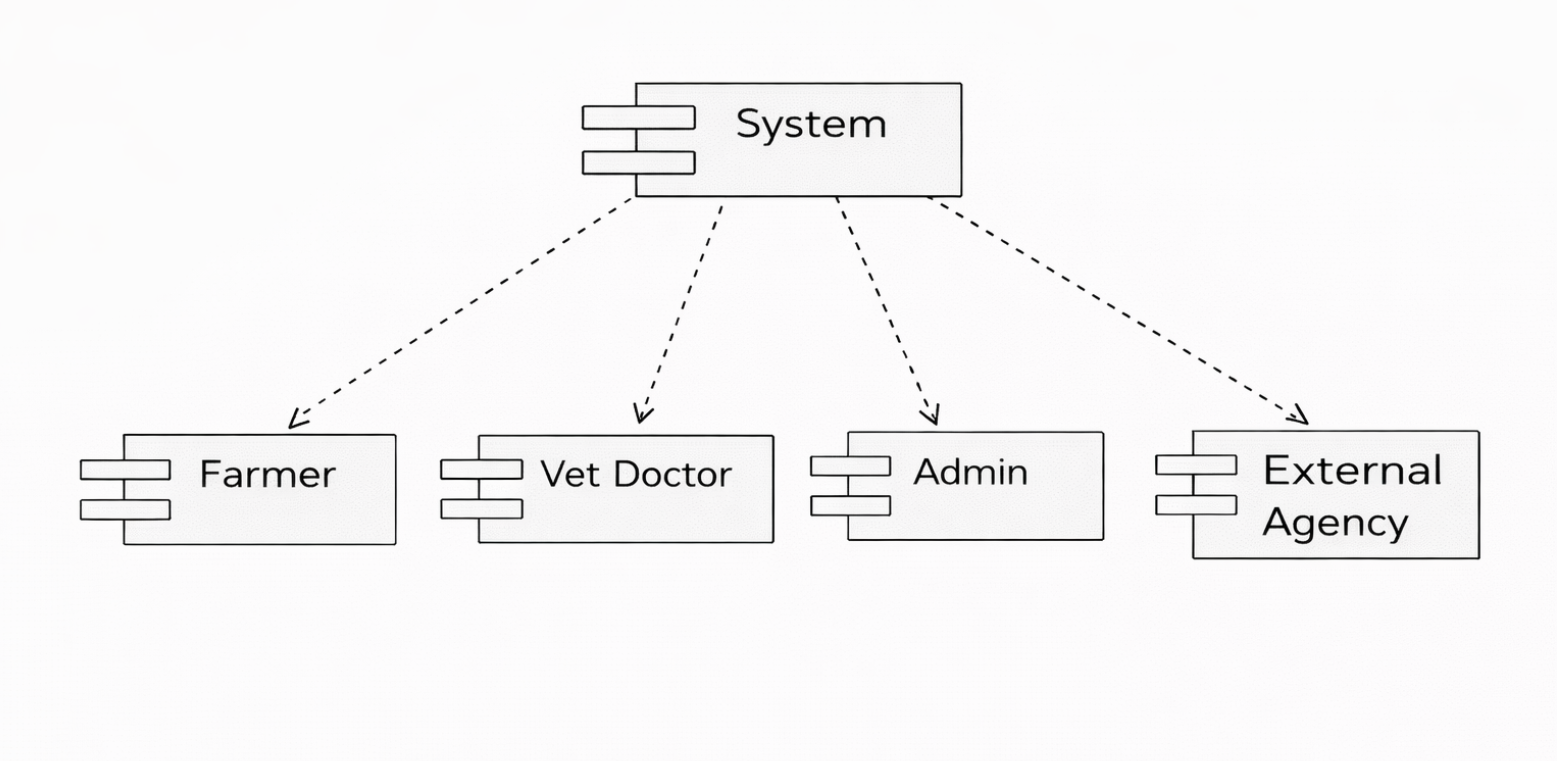 System
Farmer
Vet Doctor
Admin
External
Agency